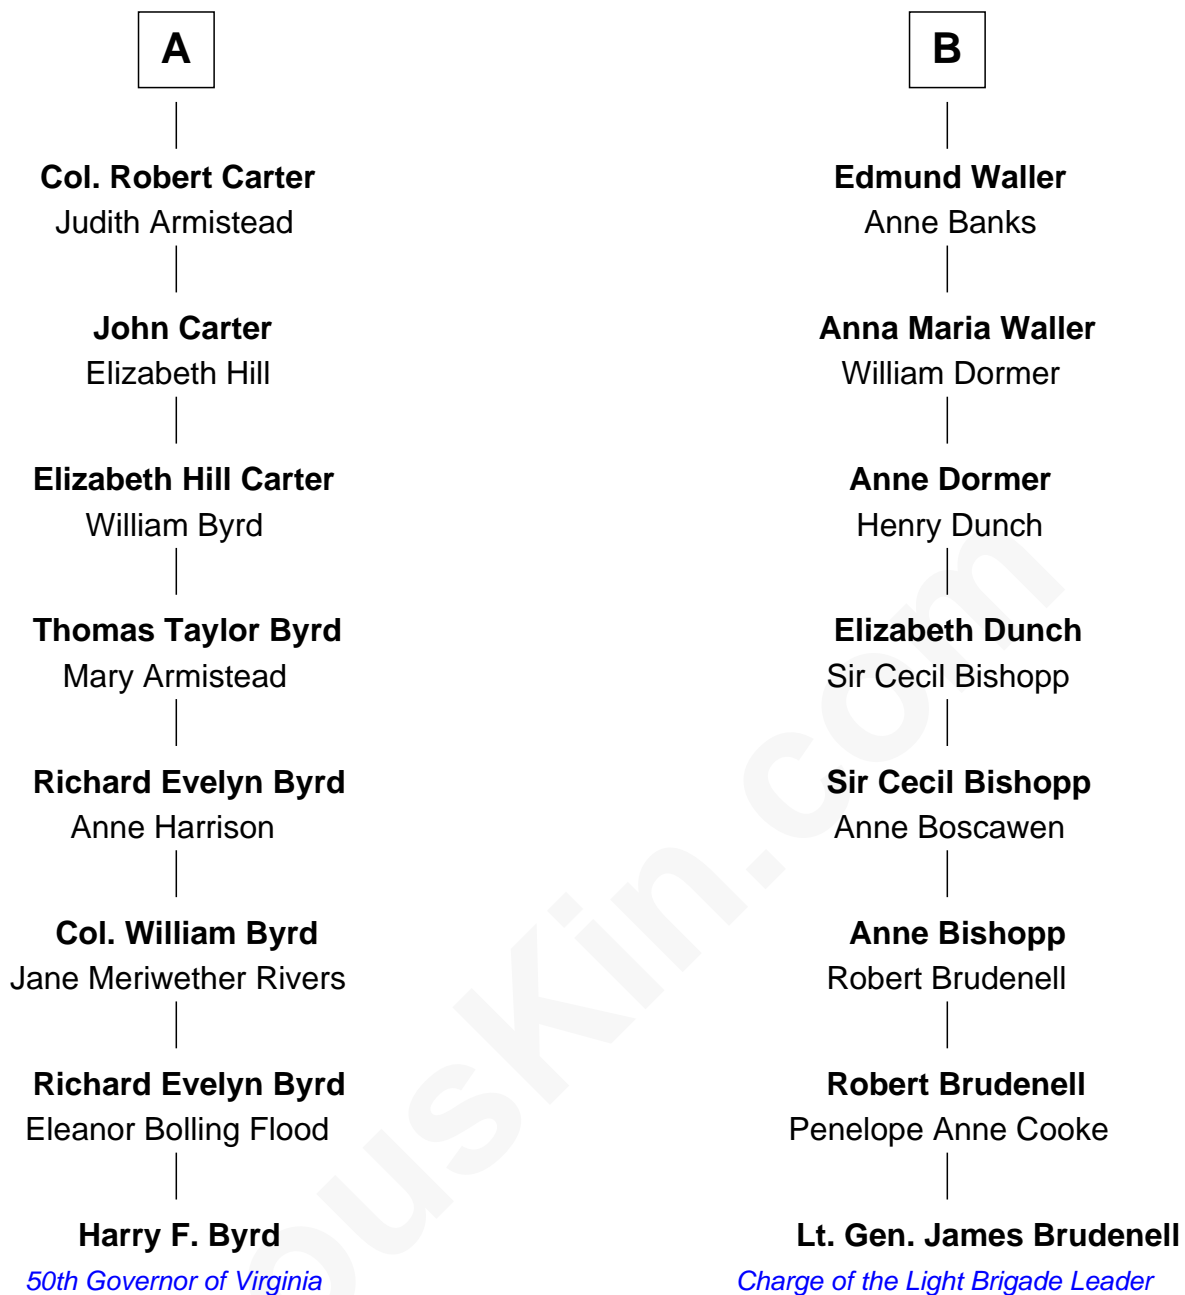 A
Col. Robert Carter
Judith Armistead
John Carter
Elizabeth Hill
Elizabeth Hill Carter
William Byrd
Thomas Taylor Byrd
Mary Armistead
Richard Evelyn Byrd
Anne Harrison
Col. William Byrd
Jane Meriwether Rivers
Richard Evelyn Byrd
Eleanor Bolling Flood
Harry F. Byrd
50th Governor of Virginia
B
Edmund Waller
Anne Banks
Anna Maria Waller
William Dormer
Anne Dormer
Henry Dunch
Elizabeth Dunch
Sir Cecil Bishopp
Sir Cecil Bishopp
Anne Boscawen
Anne Bishopp
Robert Brudenell
Robert Brudenell
Penelope Anne Cooke
Lt. Gen. James Brudenell
Charge of the Light Brigade Leader
ousKin.com